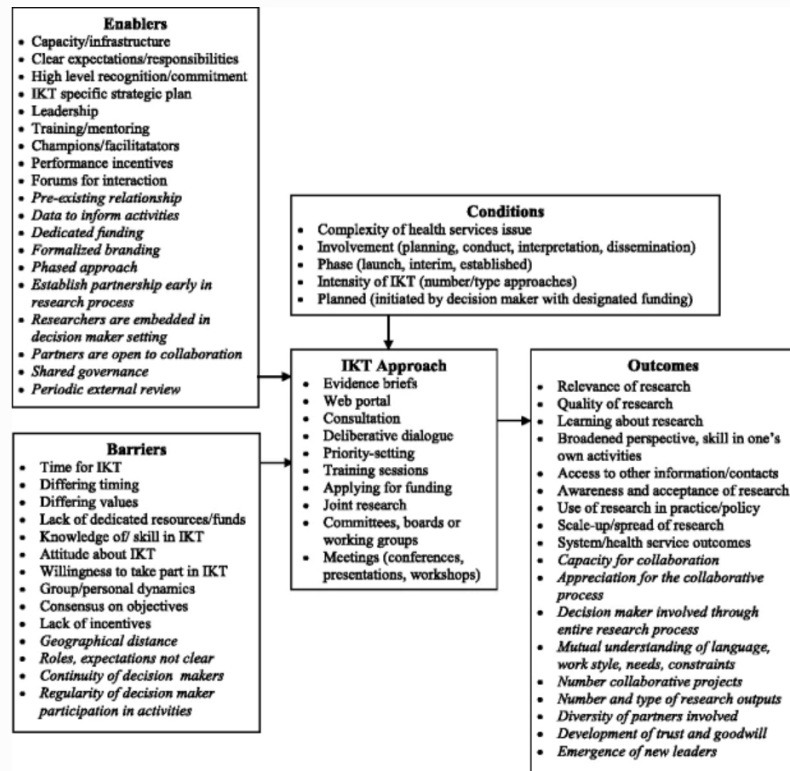 Enablers
• Capacity/infrastructure
• Clear expectations/responsibilities
• High level recognition/commitment
• IKT specific strategic plan
• Leadership
• Training/mentoring
• Champions/facilitatators
• Performance incentives
• Forums for interaction
• Pre-existing relationship
• Data to inform activities
• Dedicated funding
• Formalized branding
• Phased approach
• Establish partnership early in
research process
• Researchers are embedded in
decision maker setting
• Partners are open to collaboration
• Shared governance
• Periodic external review
Barriers
• Time for IKT
• Differing timing
• Differing values
• Lack of dedicated resources/funds
• Knowledge of/ skill in IKT
• Attitude about IKT
• Willingness to take part in IKT
• Group/personal dynamics
• Consensus on objectives
• Lack of incentives
• Geographical distance
• Roles, expectations not clear
• Continuity of decision makers
• Regularity of decision maker
participation in activities
Conditions
• Complexity of health services issue
• Involvement (planning, conduct, interpretation, dissemination)
• Phase (launch, interim, established)
• Intensity of IKT (number/type approaches)
• Planned (initiated by decision maker with designated funding)
IKT Approach
• Evidence briefs
• Web portal
• Consultation
• Deliberative dialogue
• Priority-setting
• Training sessions
• Applying for funding
• Joint research
• Committees, boards or
working groups
• Meetings (conferences,
presentations, workshops)
Outcomes
• Relevance of research
• Quality of research
• Learning about research
• Broadened perspective, skill in one's
own activities
• Access to other information/contacts
• Awareness and acceptance of research
• Use of research in practice/policy
• Scale-up/spread of research
• System/health service outcomes
• Capacity for collaboration
• Appreciation for the collaborative
process
• Decision maker involved through
entire research process
• Mutual understanding of language,
work style, needs, constraints
• Number collaborative projects
• Number and type of research outputs
• Diversity of partners involved
• Development of trust and goodwill
• Emergence of new leaders